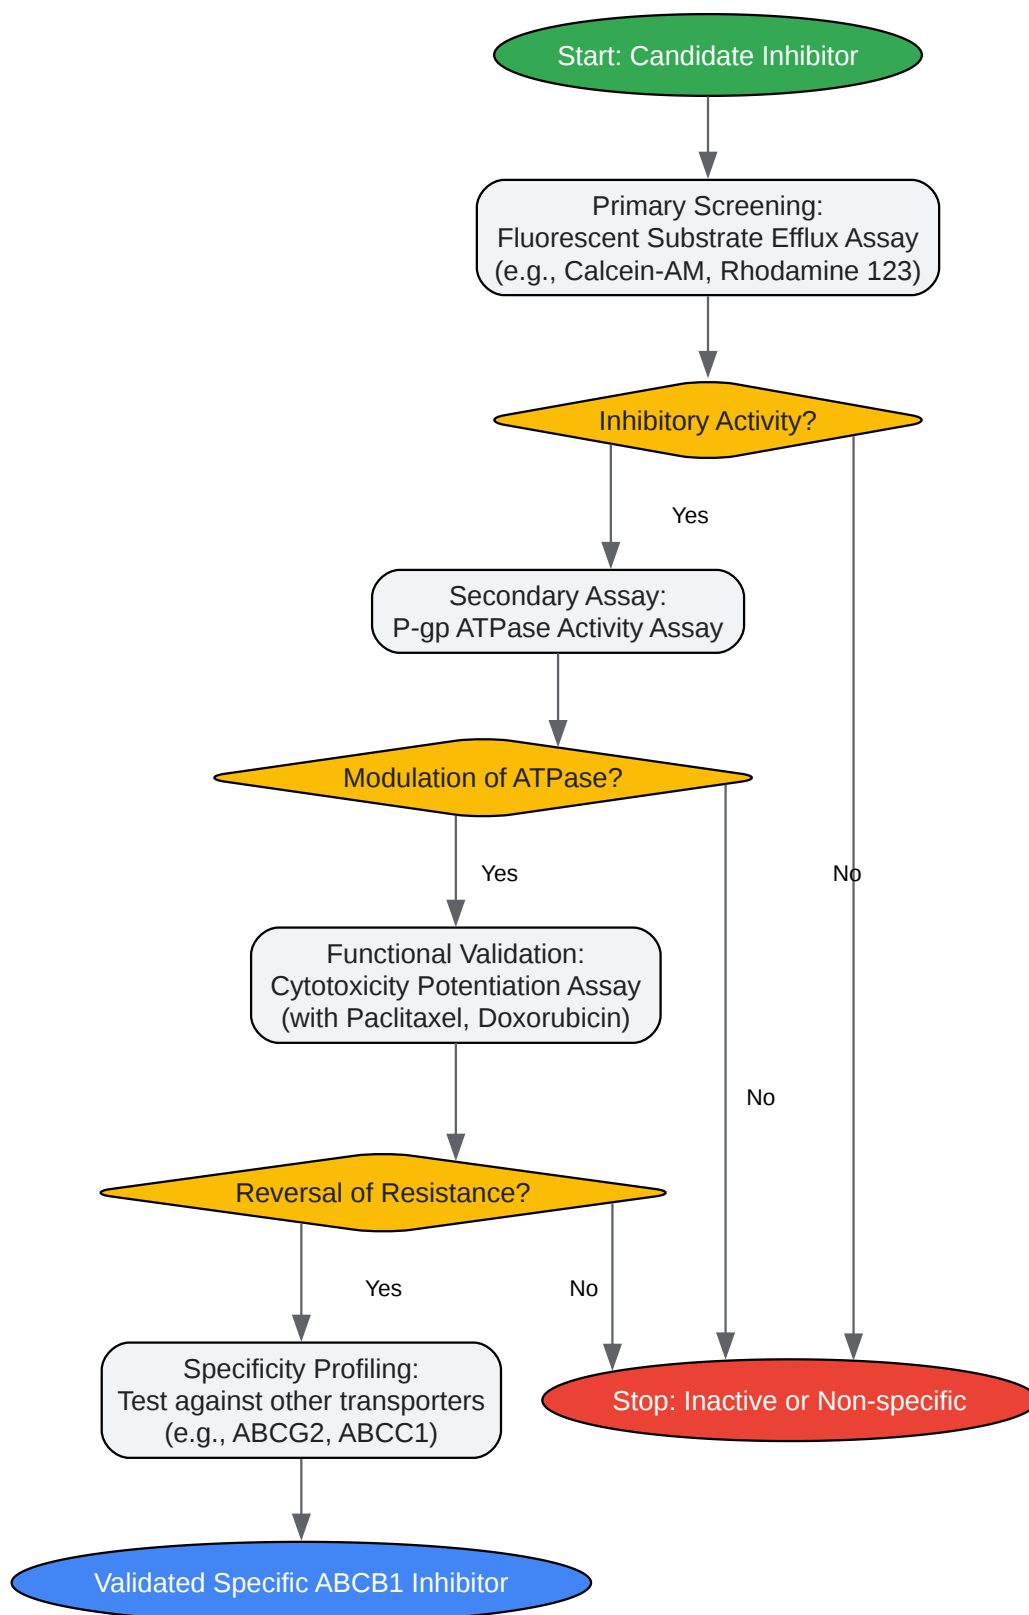 Start: Candidate Inhibitor
Primary Screening:
Fluorescent Substrate Efflux Assay
(e.g., Calcein-AM, Rhodamine 123)
Inhibitory Activity?
Yes
Secondary Assay:
P-gp ATPase Activity Assay
Modulation of ATPase?
Yes
No
Functional Validation:
Cytotoxicity Potentiation Assay
(with Paclitaxel, Doxorubicin)
No
Reversal of Resistance?
Yes
No
Specificity Profiling:
Test against other transporters
(e.g., ABCG2, ABCC1)
Stop: Inactive or Non-specific
Validated Specific ABCB1 Inhibitor